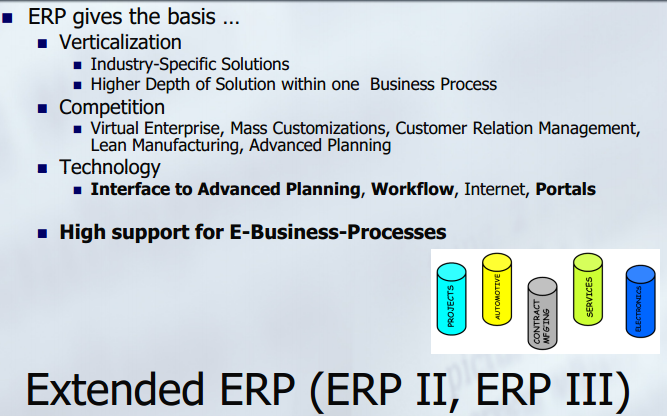 ERP gives the basis …
Verticalization
Industry-Specific Solutions
Higher Depth of Solution within one Business Process
Competition
Virtual Enterprise, Mass Customizations, Customer Relation Management,
Lean Manufacturing, Advanced Planning
Technology
Interface to Advanced Planning, Workflow, Internet, Portals
High support for E-Business-Processes
PROJECTS
AUTOMOTIVE
CONTRACT
MFG'ING
SERVICES
ELECTRONICS
Extended ERP (ERP II, ERP III)